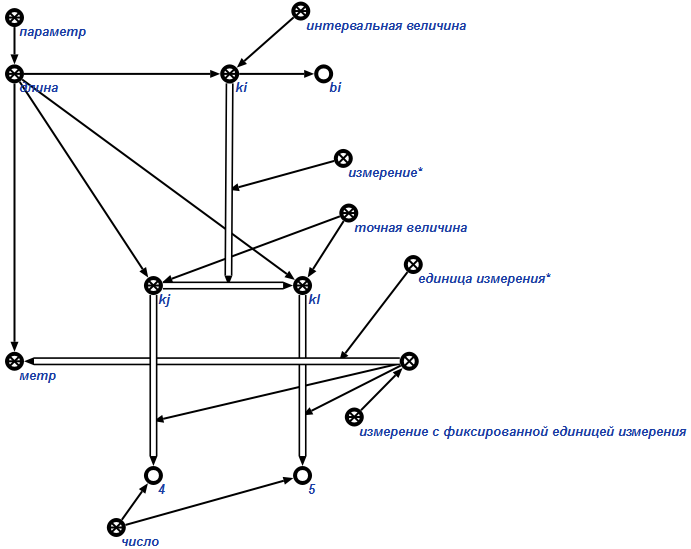 интервальная величина
параметр
длина
ki
bi
измерение*
точная величина
единица измерения*
kj
kl
метр
измерение с фиксированной единицей измерения
4
5
число